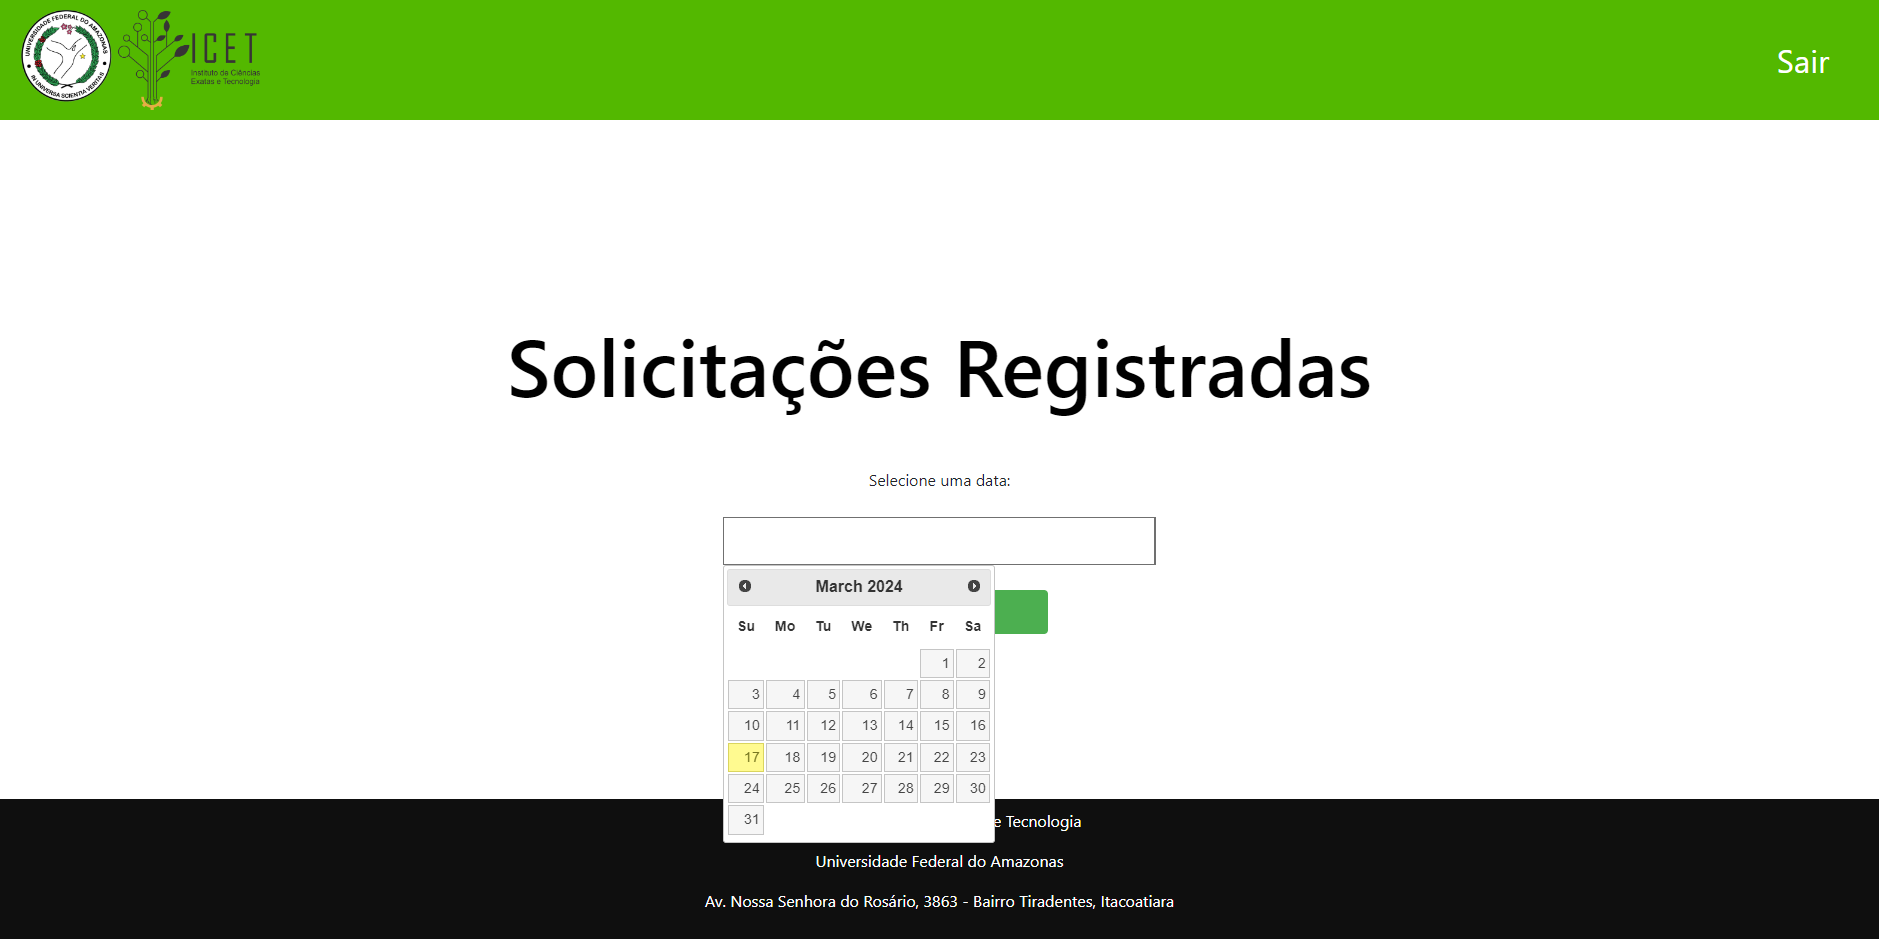 UNIVERSIDADE FEDERAL DO AMAZONAS
IN UNIVERSA SCIENTIA VERITAS
ICET
Instituto de Ciências
Exatas e Tecnologia
Sair
Solicitações Registradas
Selecione uma data:
March 2024
Su Mo Tu We Th Fr Sa
1 2
3 4 5 6 7 8 9
10 11 12 13 14 15 16
17 18 19 20 21 22 23
24 25 26 27 28 29 30
31
e Tecnologia
Universidade Federal do Amazonas
Av. Nossa Senhora do Rosário, 3863 - Bairro Tiradentes, Itacoatiara